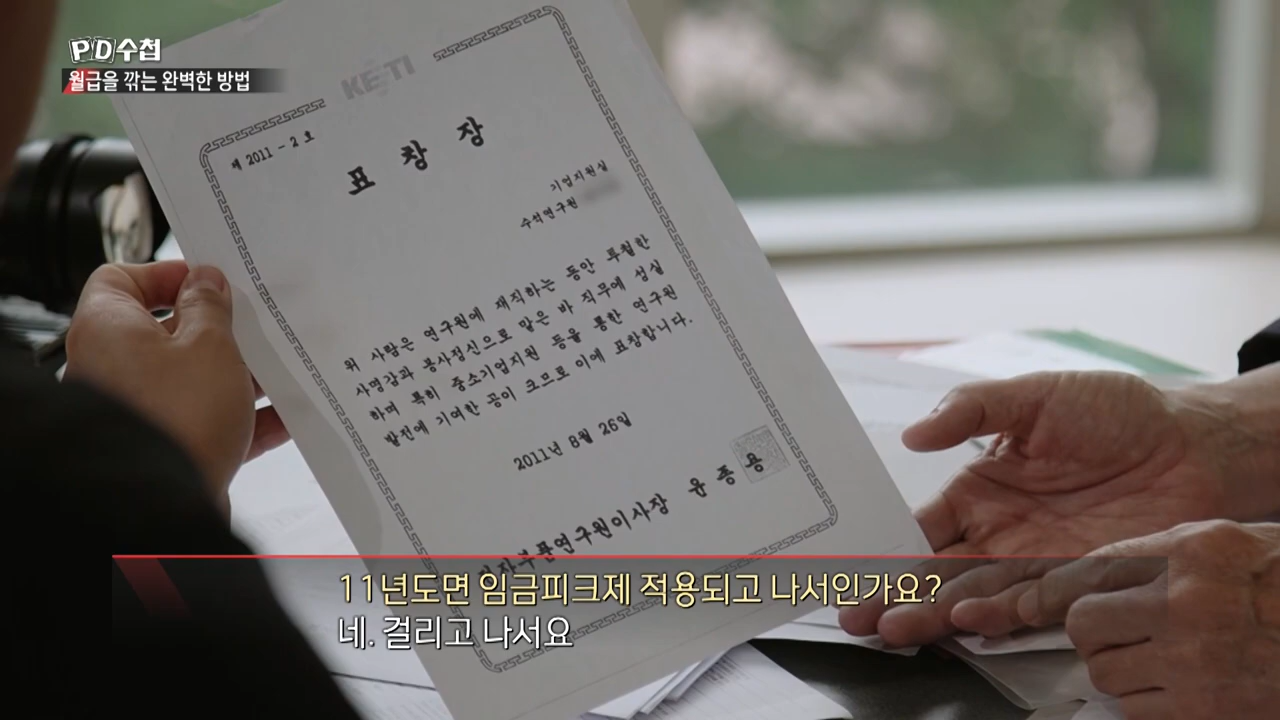 PD수첩
월급을 깎는 완벽한 방법
KETI
제 2011 - 2 호
표 창 장
기업지원실
수석연구원
위 사람은 연구원에 재직하는 동안 투철한
사명감과 봉사정신으로 맡은 바 직무에 성실
하며 특히 중소기업지원 등을 통한 연구원
발전에 기여한 공이 크므로 이에 표창합니다.
2011년 8월 26일
전자부품연구원이사장 윤 종 용
11년도면 임금피크제 적용되고 나서인가요?
네. 걸리고 나서요